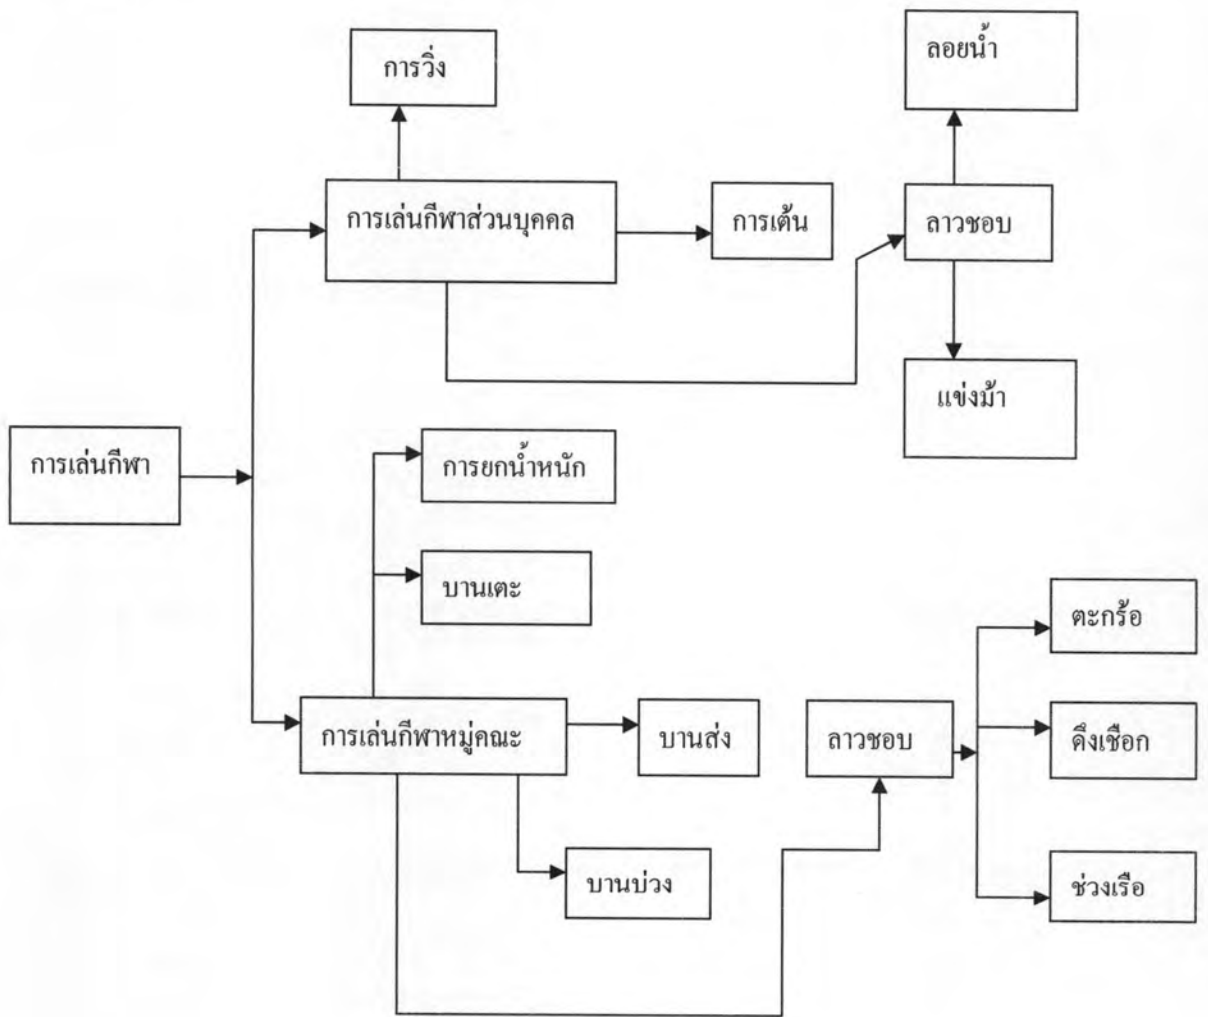 การวิ่ง
ลอยน้ำ
การเล่นกีฬาส่วนบุคคล
การเต้น
ลาวชอบ
แข่งม้า
การเล่นกีฬา
การยกน้ำหนัก
บานเตะ
ตะกร้อ
การเล่นกีฬาหมู่คณะ
บานส่ง
ลาวชอบ
ดึงเชือก
บานบ่วง
ช่วงเรือ